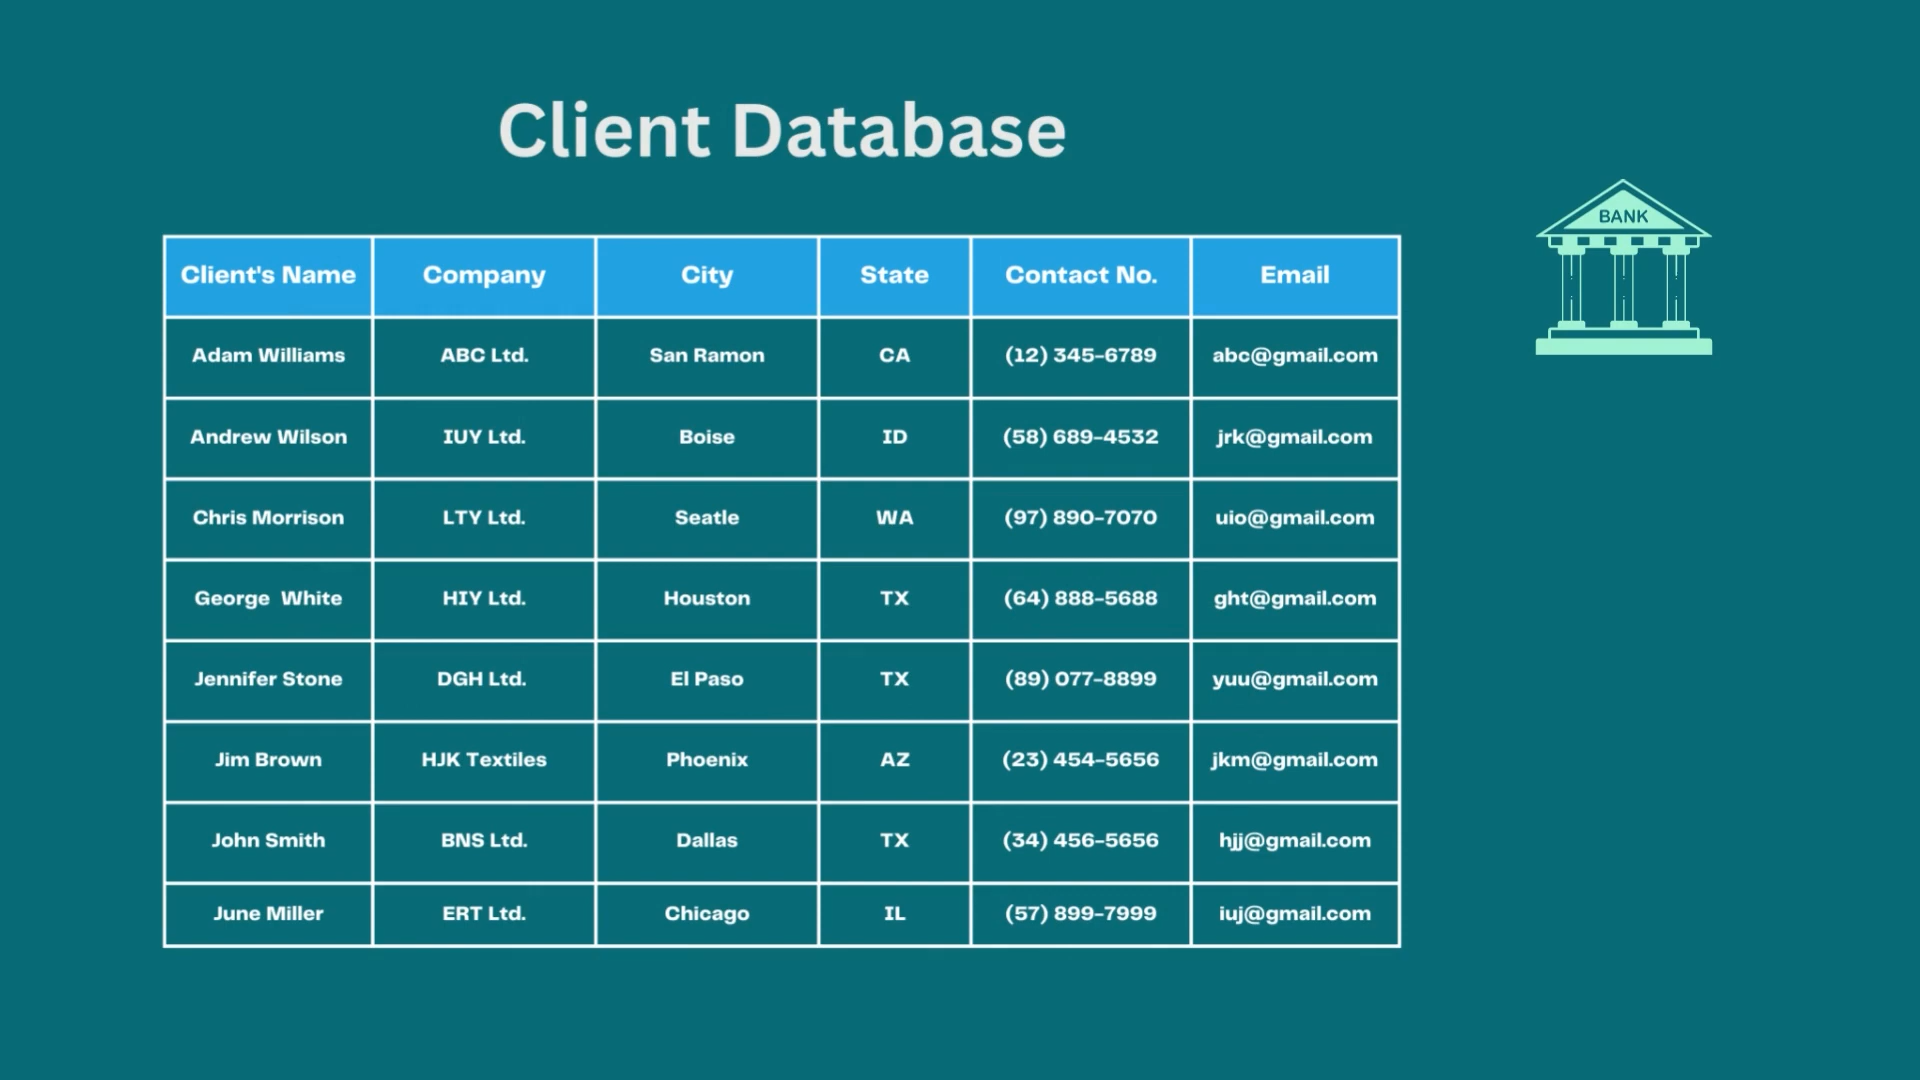 Client Database
BANK
Client's Name Company City State Contact No. Email
Adam Williams ABC Ltd. San Ramon CA (12) 345-6789 abc@gmail.com
Andrew Wilson IUY Ltd. Boise ID (58) 689-4532 jrk@gmail.com
Chris Morrison LTY Ltd. Seatle WA (97) 890-7070 uio@gmail.com
George  White HIY Ltd. Houston TX (64) 888-5688 ght@gmail.com
Jennifer Stone DGH Ltd. El Paso TX (89) 077-8899 yuu@gmail.com
Jim Brown HJK Textiles Phoenix AZ (23) 454-5656 jkm@gmail.com
John Smith BNS Ltd. Dallas TX (34) 456-5656 hjj@gmail.com
June Miller ERT Ltd. Chicago IL (57) 899-7999 iuj@gmail.com